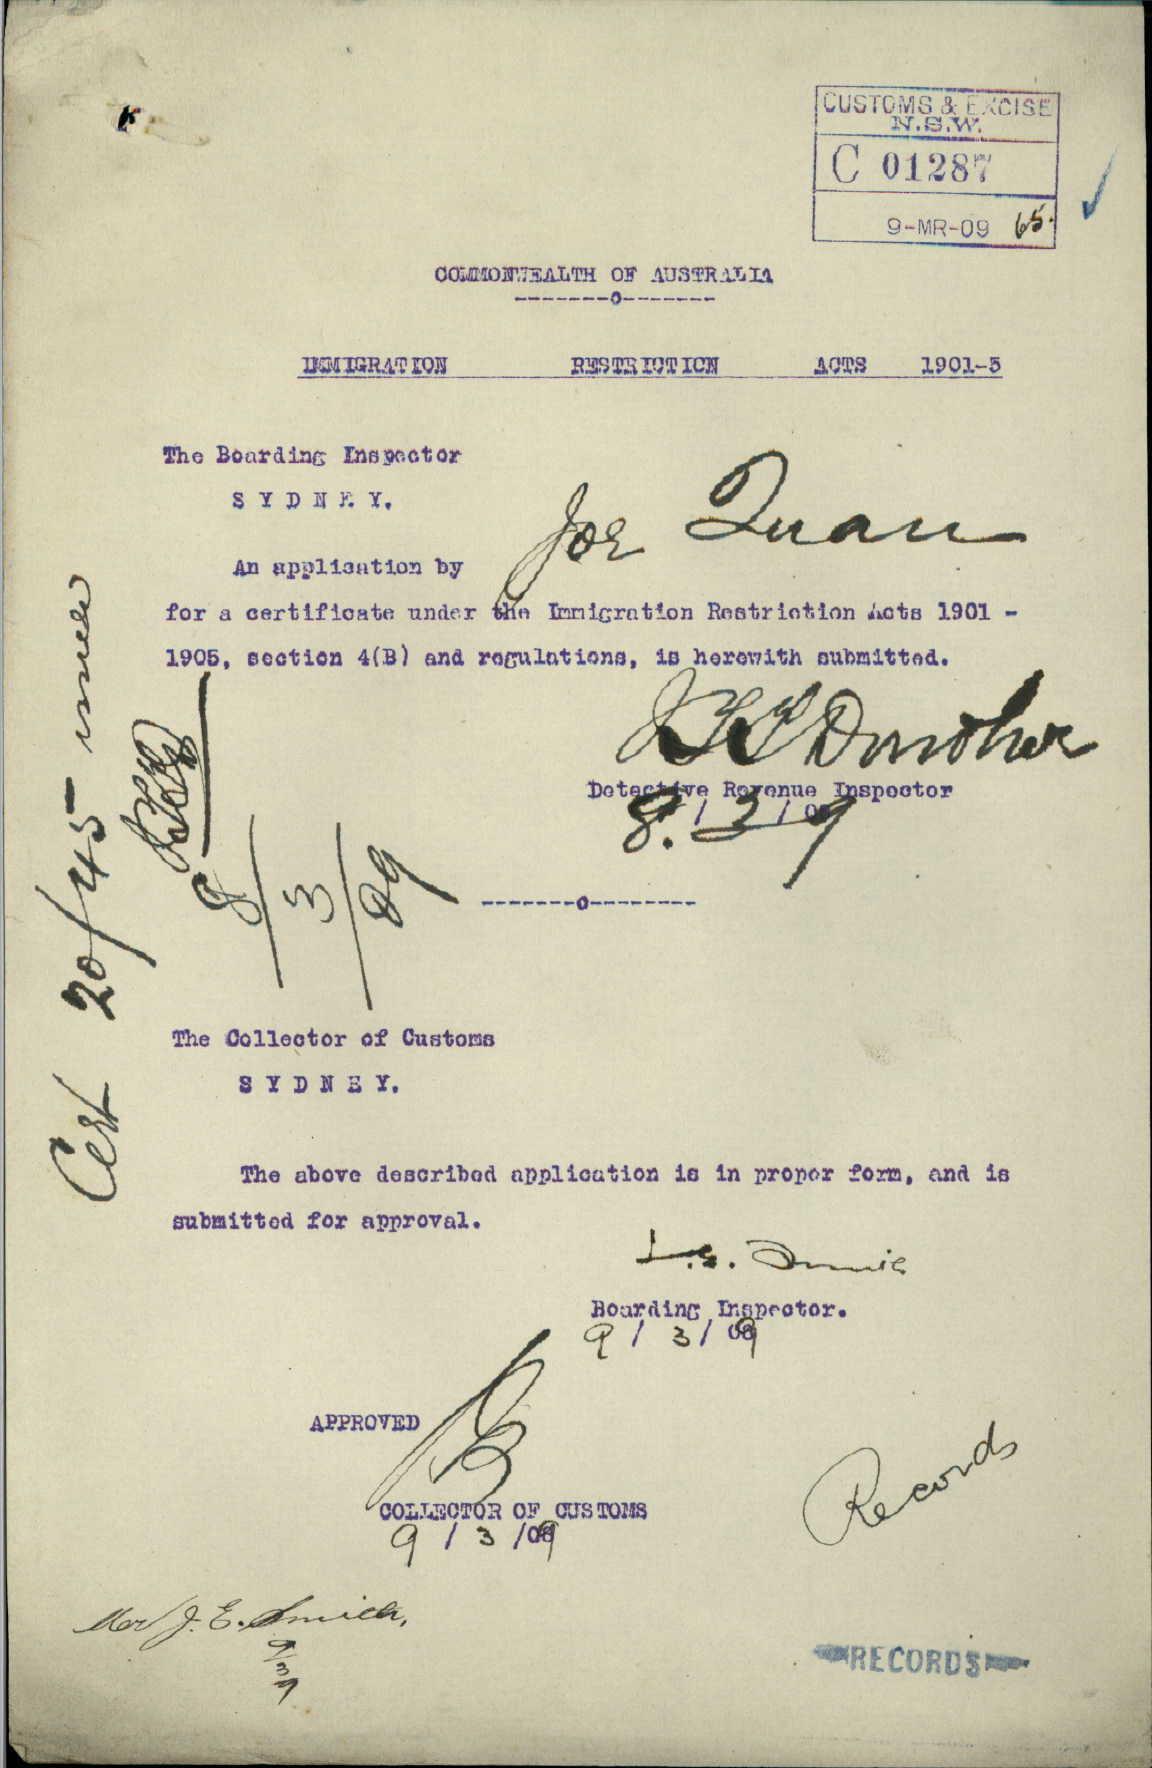 CUSTOMS & EXCISE
N.S.W.
C 01287
9-MR-09 65.
COMMONWEALTH OF AUSTRALIA
-------o-------
IMMIGRATION RESTRICTION ACTS 1901-5
The Boarding Inspector
SYDNEY.
Joe Quan
An application by
for a certificate under the Immigration Restriction Acts 1901 -
1905, section 4(B) and regulations, is herewith submitted.
Donohoe
Detective Revenue Inspector
8. / 3 / 09
-------o--------
Cert 20/45
8/3/09
The Collector of Customs
SYDNEY.
The above described application is in proper form, and is
submitted for approval.
Boarding Inspector.
9 / 3 / 09
APPROVED
COLLECTOR OF CUSTOMS
9 / 3 / 09
Records
Mr J. E. Smith.
9/3/9
RECORDS